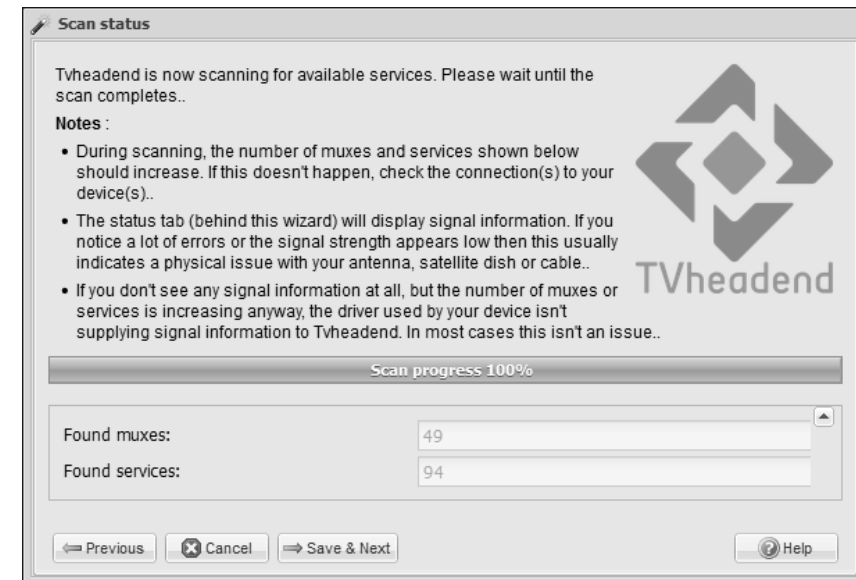 Scan status
Tvheadend is now scanning for available services. Please wait until the
scan completes..
Notes :
• During scanning, the number of muxes and services shown below
should increase. If this doesn't happen, check the connection(s) to your
device(s)..
• The status tab (behind this wizard) will display signal information. If you
notice a lot of errors or the signal strength appears low then this usually
indicates a physical issue with your antenna, satellite dish or cable..
• If you don't see any signal information at all, but the number of muxes or
services is increasing anyway, the driver used by your device isn't
supplying signal information to Tvheadend. In most cases this isn't an issue..
TVheadend
Scan progress 100%
Found muxes: 49
Found services: 94
Previous Cancel Save & Next Help